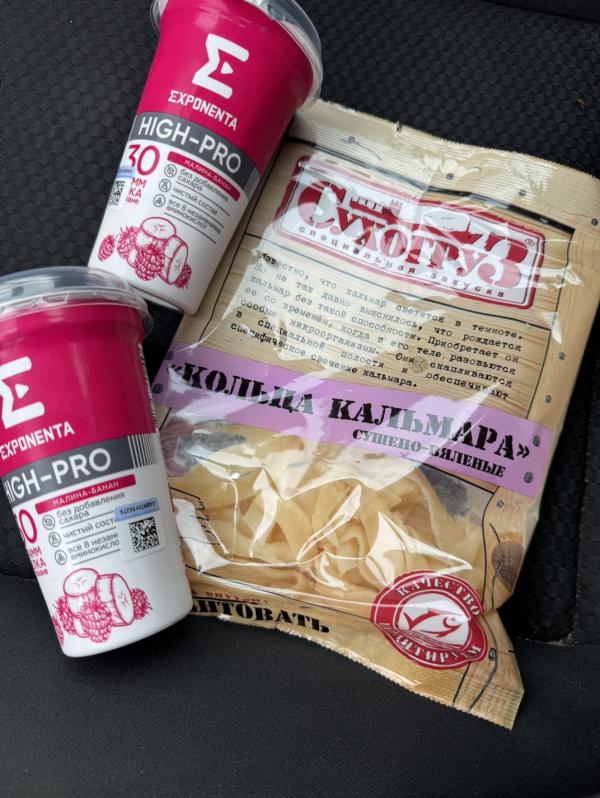 EXPONENTA
HIGH-PRO
МАЛИНА-БАНАН
30
без добавления
сахара
чистый состав
все 8 незаменимых
аминокислот
EXPONENTA
HIGH-PRO
МАЛИНА-БАНАН
без добавления
сахара
чистый
все 8
аминокислот
СУХОГРУЗ®
специальная закуска
Известно, что кальмар светится в темноте.
Но не так давно выяснилось, что рождается
кальмар без такой способности. Приобретает он
ее со временем, когда в его теле разовьются
особые микроорганизмы. Они скапливаются
в специальной полости и обеспечивают
специфическое свечение кальмара.
«КОЛЬЦА КАЛЬМАРА»
СУШЕНО-ВЯЛЕНЫЕ
КАЧЕСТВО